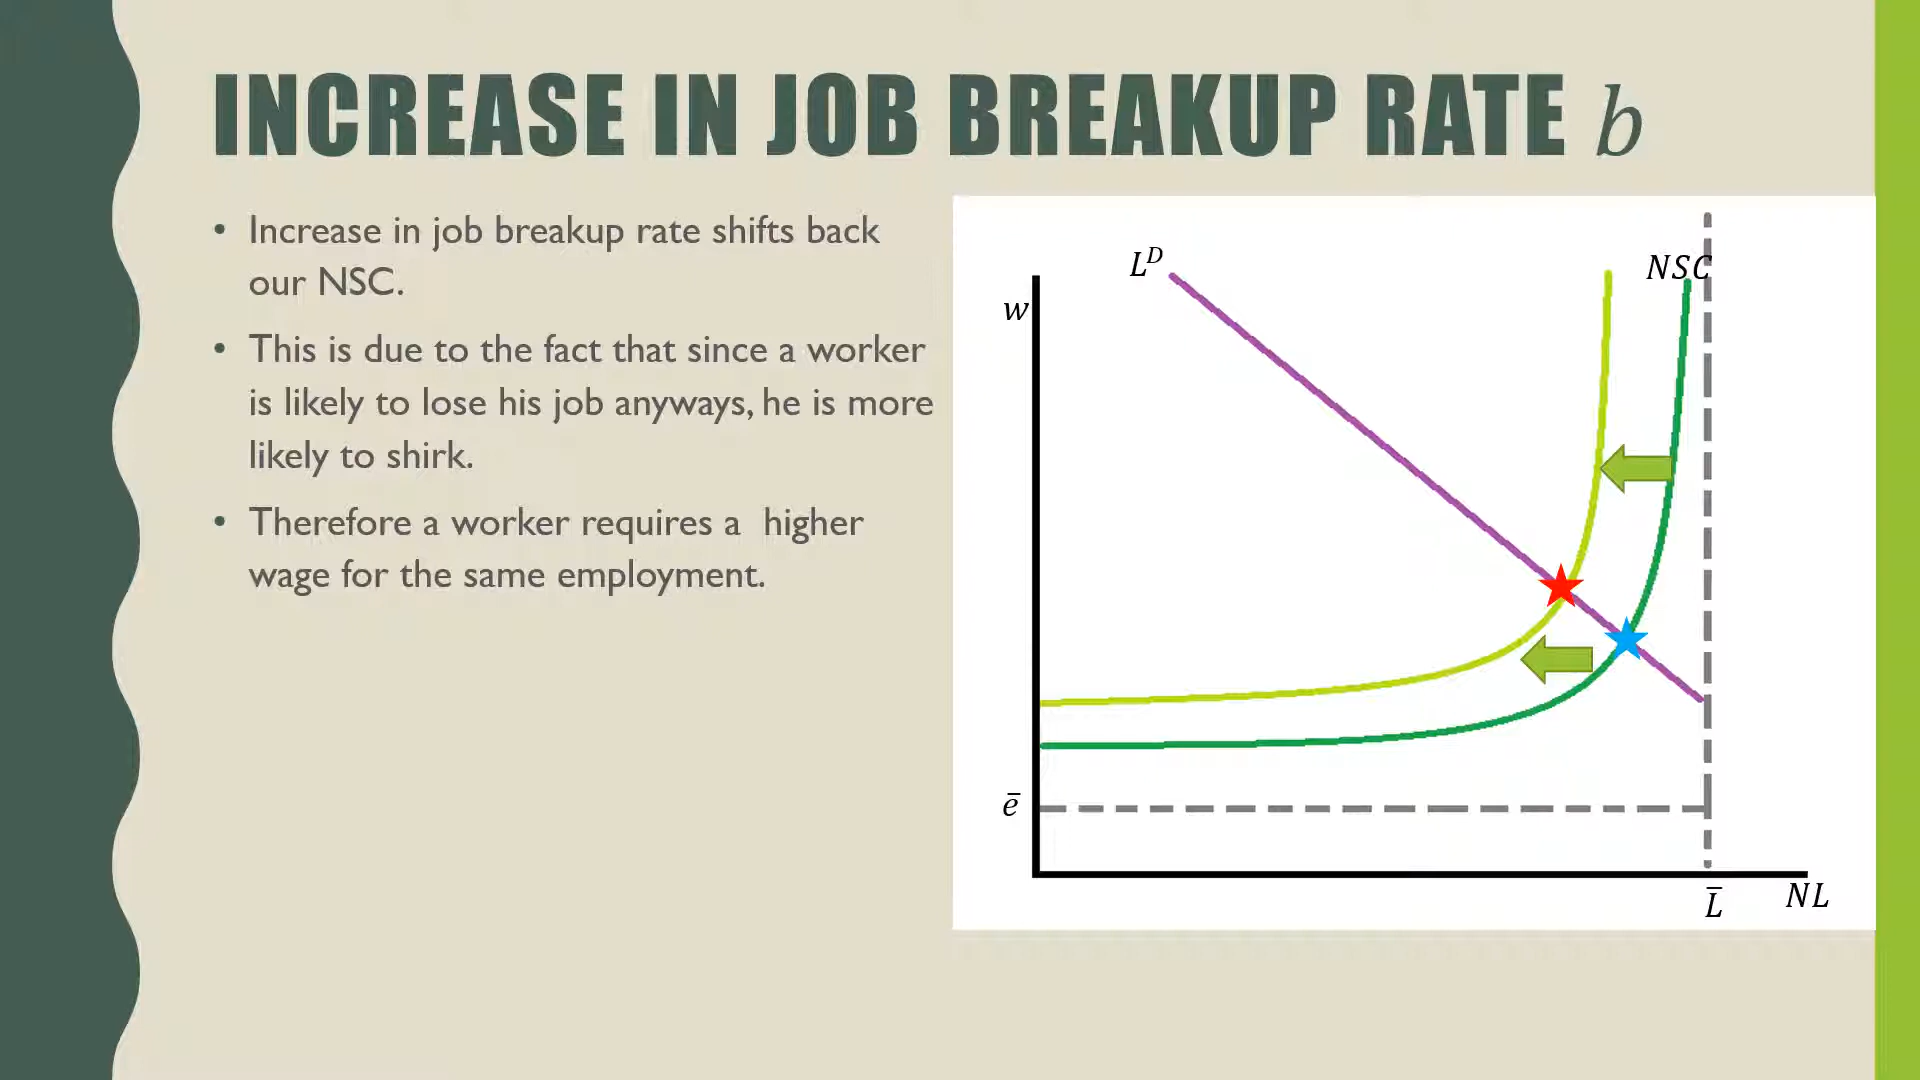 INCREASE IN JOB BREAKUP RATE b
• Increase in job breakup rate shifts back
our NSC.
• This is due to the fact that since a worker
is likely to lose his job anyways, he is more
likely to shirk.
• Therefore a worker requires a  higher
wage for the same employment.
L^D
NSC
w
e̅
L̅
NL